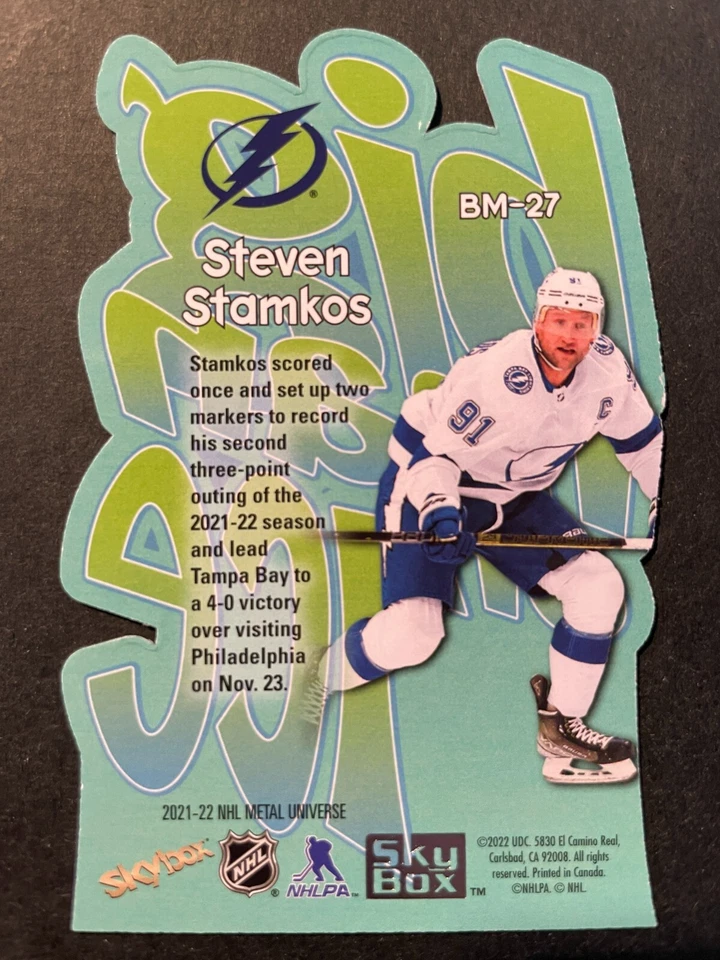 BM-27
Steven
Stamkos
Stamkos scored
once and set up two
markers to record
his second
three-point
outing of the
2021-22 season
and lead
Tampa Bay to
a 4-0 victory
over visiting
Philadelphia
on Nov. 23.
91
C
91
2021-22 NHL METAL UNIVERSE
skybox
NHL
®
NHLPA
Sky
Box
TM
©2022 UDC. 5830 El Camino Real,
Carlsbad, CA 92008. All rights
reserved. Printed in Canada.
©NHLPA. © NHL.